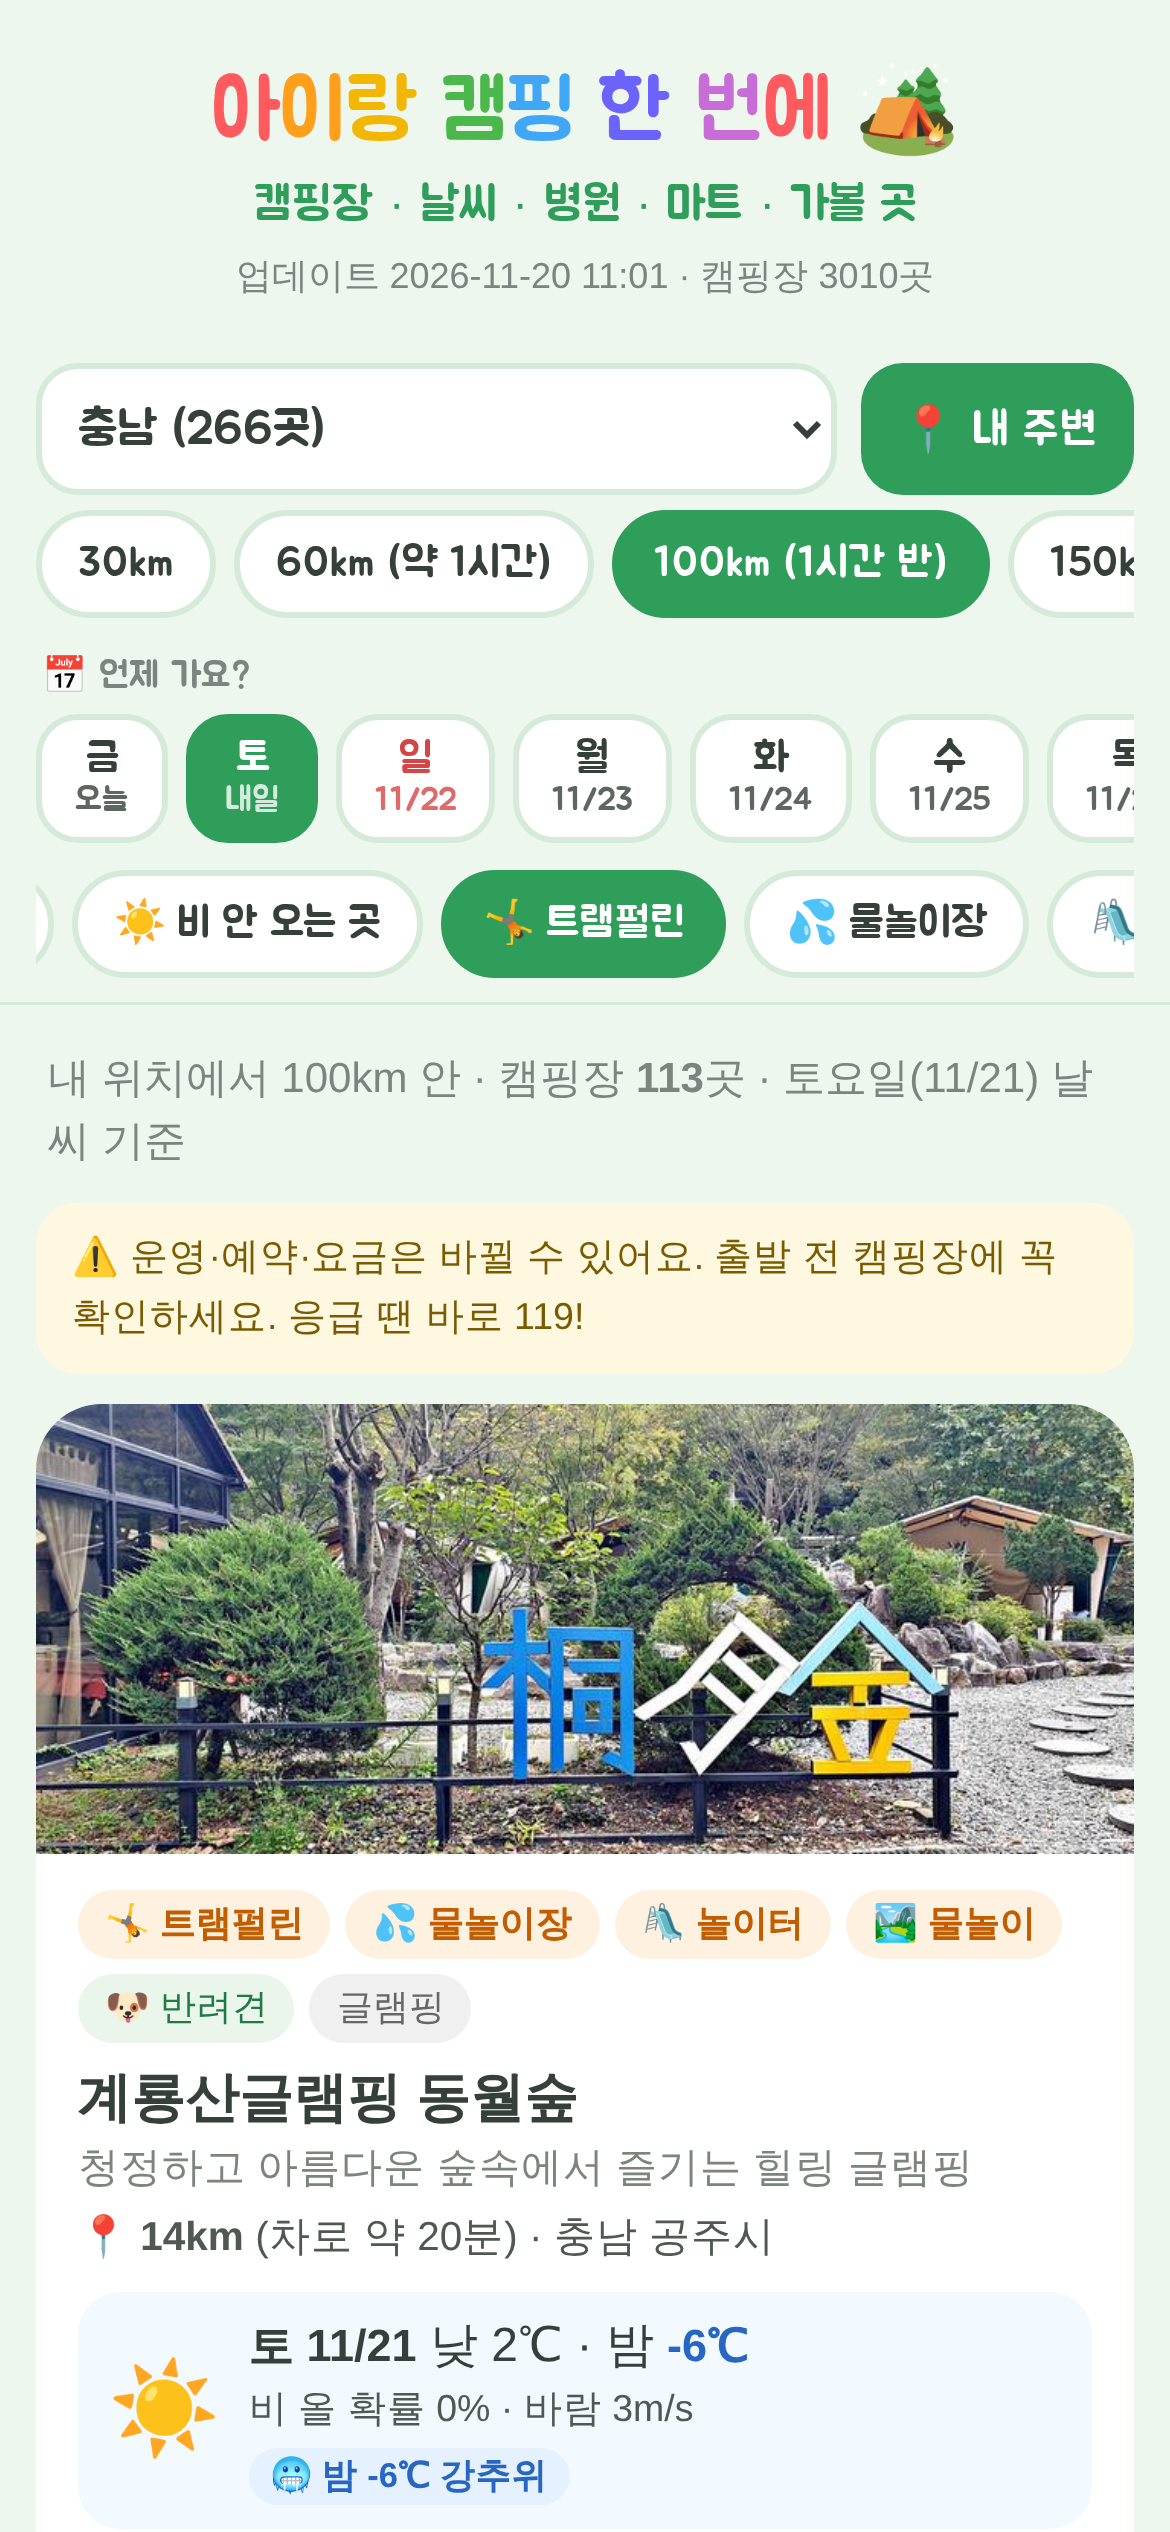 아이랑 캠핑 한 번에
캠핑장 · 날씨 · 병원 · 마트 · 가볼 곳
업데이트 2026-11-20 11:01 · 캠핑장 3010곳
충남 (266곳)
📍 내 주변
30km
60km (약 1시간)
100km (1시간 반)
150k
📅 언제 가요?
금
오늘
토
내일
일
11/22
월
11/23
화
11/24
수
11/25
☀️ 비 안 오는 곳
🤸 트램펄린
💦 물놀이장
내 위치에서 100km 안 · 캠핑장 113곳 · 토요일(11/21) 날
씨 기준
⚠️ 운영·예약·요금은 바뀔 수 있어요. 출발 전 캠핑장에 꼭
확인하세요. 응급 땐 바로 119!
桐月숲
🤸 트램펄린
💦 물놀이장
🛝 놀이터
🏞️ 물놀이
🐶 반려견
글램핑
계룡산글램핑 동월숲
청정하고 아름다운 숲속에서 즐기는 힐링 글램핑
📍 14km (차로 약 20분) · 충남 공주시
토 11/21 낮 2℃ · 밤 -6℃
비 올 확률 0% · 바람 3m/s
🥶 밤 -6℃ 강추위